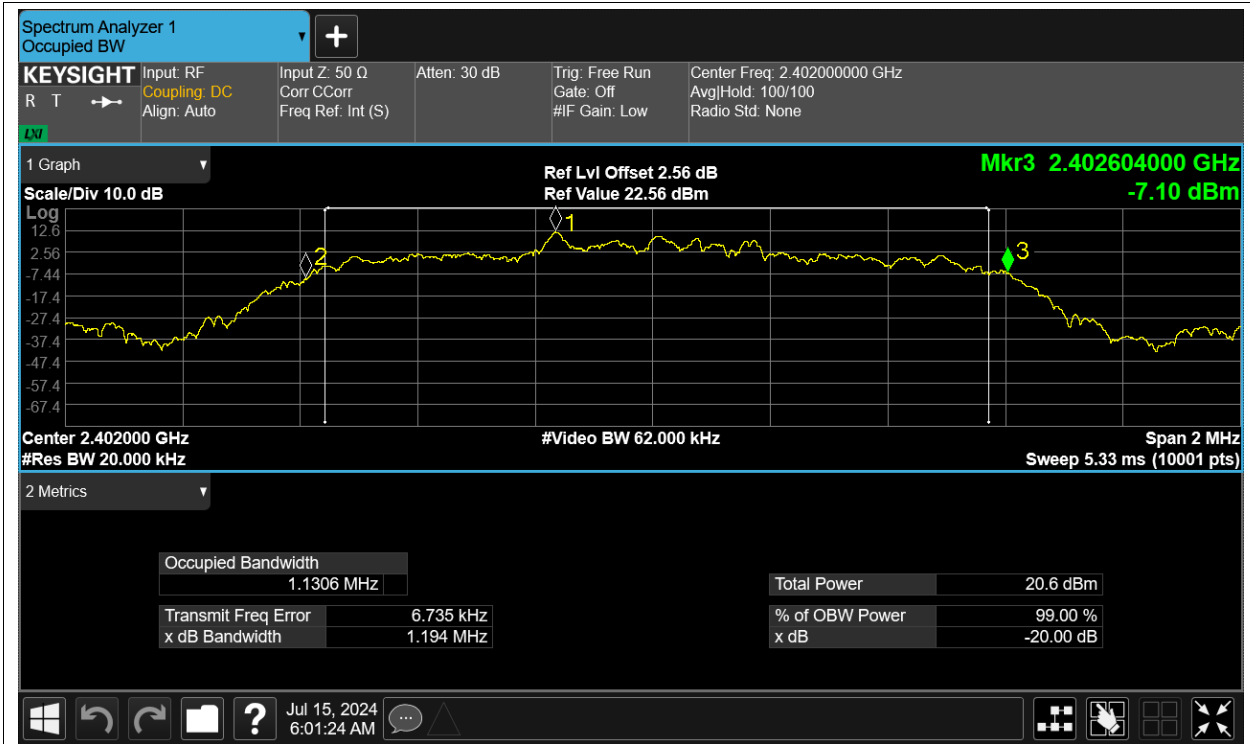 Spectrum Analyzer 1
Occupied BW
KEYSIGHT
R T
LXI
Input: RF
Coupling: DC
Align: Auto
Input Z: 50 Ω
Corr CCorr
Freq Ref: Int (S)
Atten: 30 dB
Trig: Free Run
Gate: Off
#IF Gain: Low
Center Freq: 2.402000000 GHz
Avg|Hold: 100/100
Radio Std: None
1 Graph
Scale/Div 10.0 dB
Ref Lvl Offset 2.56 dB
Ref Value 22.56 dBm
Mkr3 2.402604000 GHz
-7.10 dBm
Log
12.6
2.56
-7.44
-17.4
-27.4
-37.4
-47.4
-57.4
-67.4
1
2
3
Center 2.402000 GHz
#Video BW 62.000 kHz
Span 2 MHz
#Res BW 20.000 kHz
Sweep 5.33 ms (10001 pts)
2 Metrics
Occupied Bandwidth
1.1306 MHz
Transmit Freq Error 6.735 kHz
x dB Bandwidth 1.194 MHz
Total Power 20.6 dBm
% of OBW Power 99.00 %
x dB -20.00 dB
?
Jul 15, 2024
6:01:24 AM